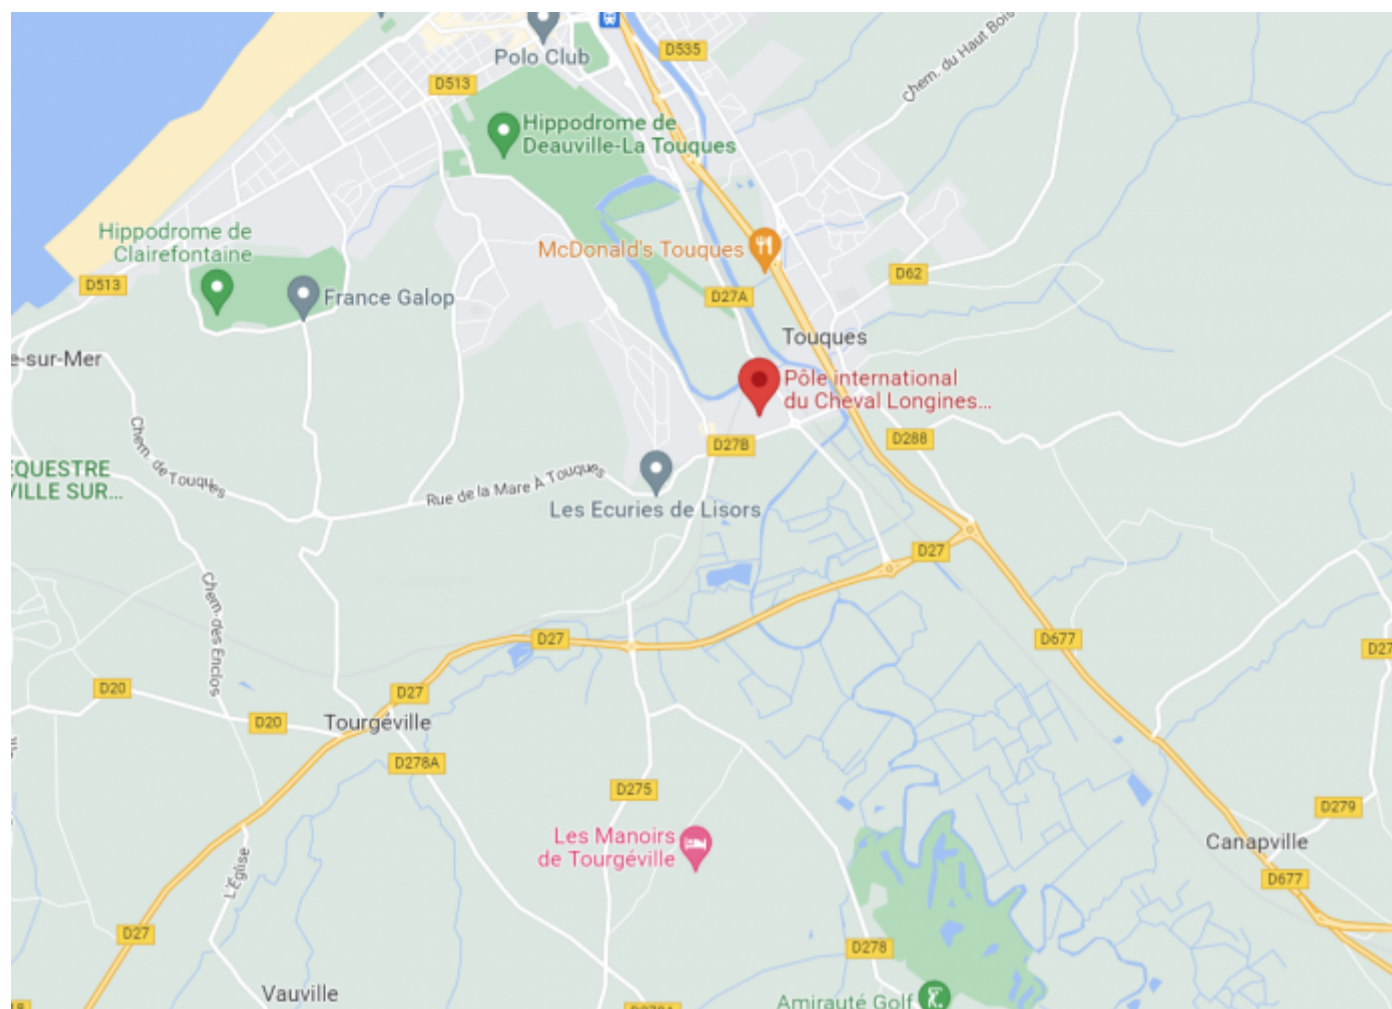 Polo Club
D535
Chem. du Haut Bois
D513
Hippodrome de
Deauville-La Touques
Hippodrome de
Clairefontaine
McDonald's Touques
D62
D513
France Galop
D27A
Touques
e-sur-Mer
Pôle international
du Cheval Longines...
Chem. de Touques
D27B
D288
EQUESTRE
VILLE SUR...
Rue de la Mare À Touques
Les Ecuries de Lisors
D27
Chem. des Enclos
D27
D677
D27
D20
D27
D20
Tourgéville
D278A
D275
D279
Les Manoirs
de Tourgéville
Canapville
L'Église
D677
D27
D278
Vauville
Amirauté Golf